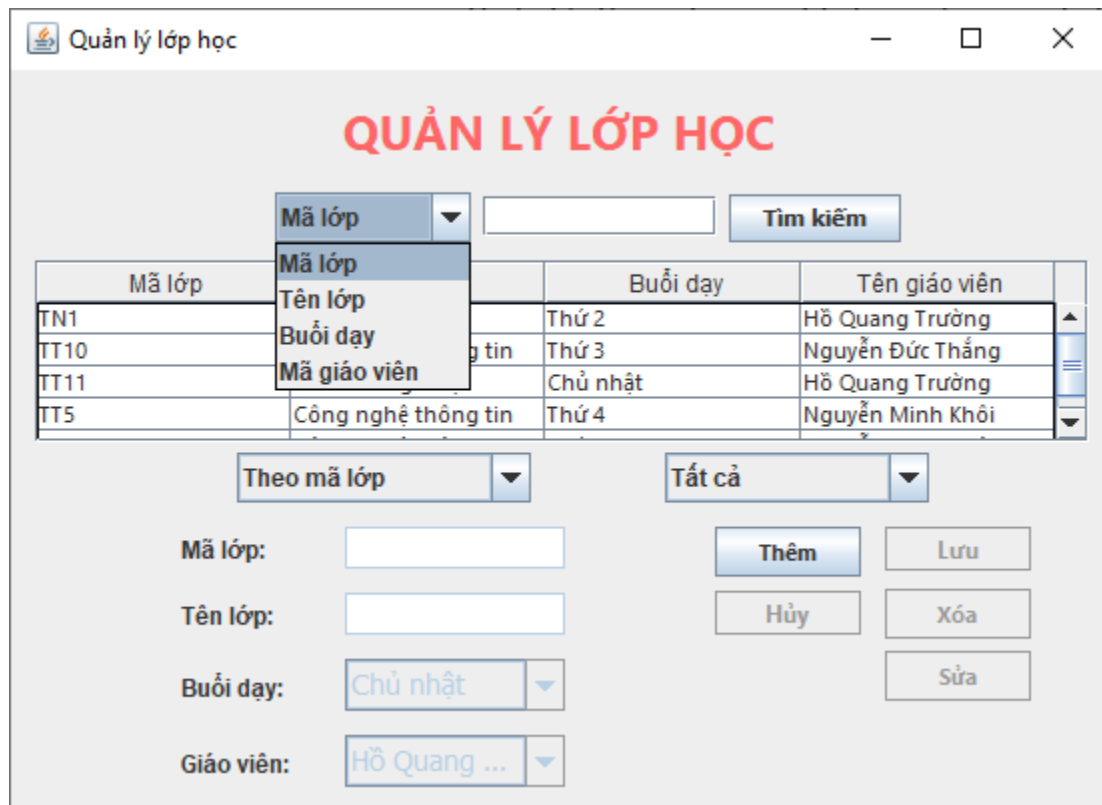 Quản lý lớp học
QUẢN LÝ LỚP HỌC
Mã lớp Tìm kiếm
Mã lớp
Tên lớp
Buổi dạy
Mã giáo viên
Mã lớp Buổi dạy Tên giáo viên
TN1 Thứ 2 Hồ Quang Trường
TT10 tin Thứ 3 Nguyễn Đức Thắng
TT11 Chủ nhật Hồ Quang Trường
TT5 Công nghệ thông tin Thứ 4 Nguyễn Minh Khôi
Theo mã lớp Tất cả
Mã lớp: Thêm Lưu
Tên lớp: Hủy Xóa
Buổi dạy: Chủ nhật Sửa
Giáo viên: Hồ Quang ...